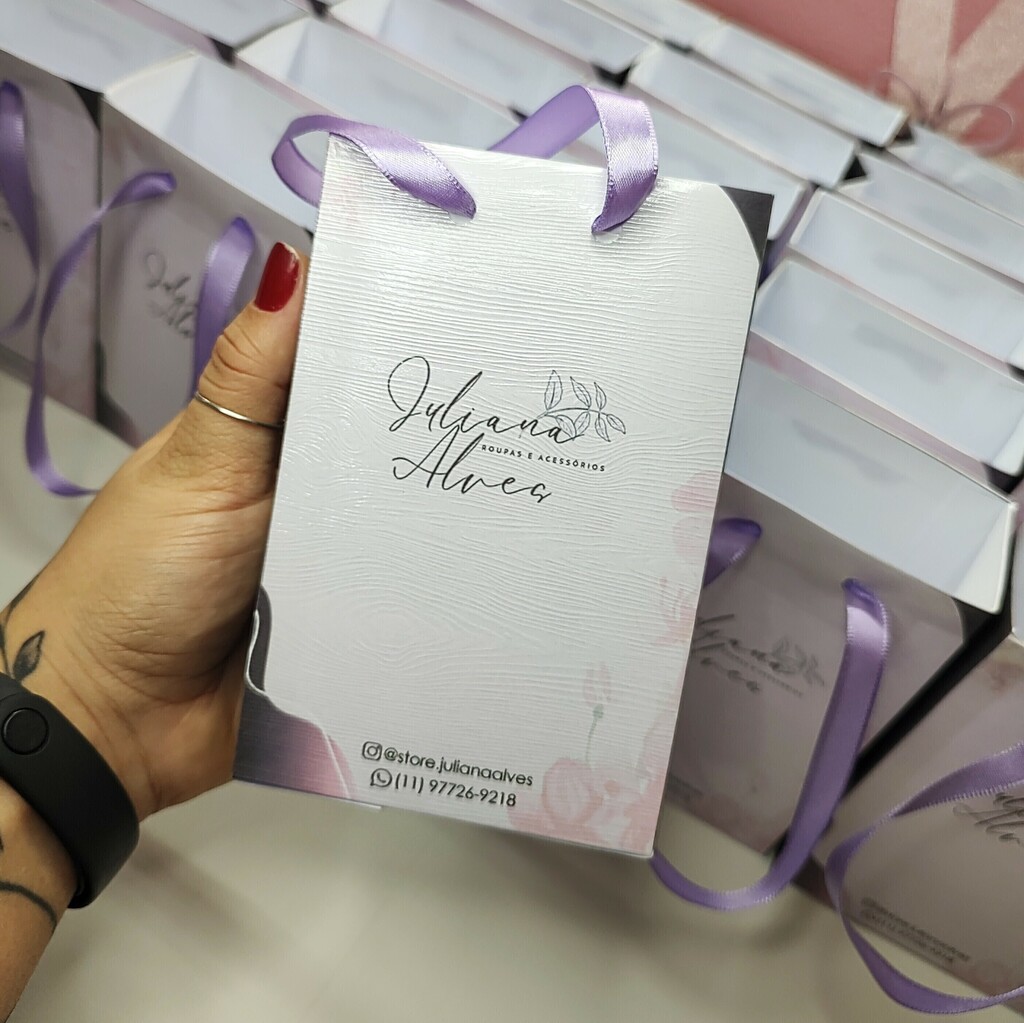 Juliana
ROUPAS E ACESSÓRIOS
Alves
@store.julianaalves
(11) 97726-9218